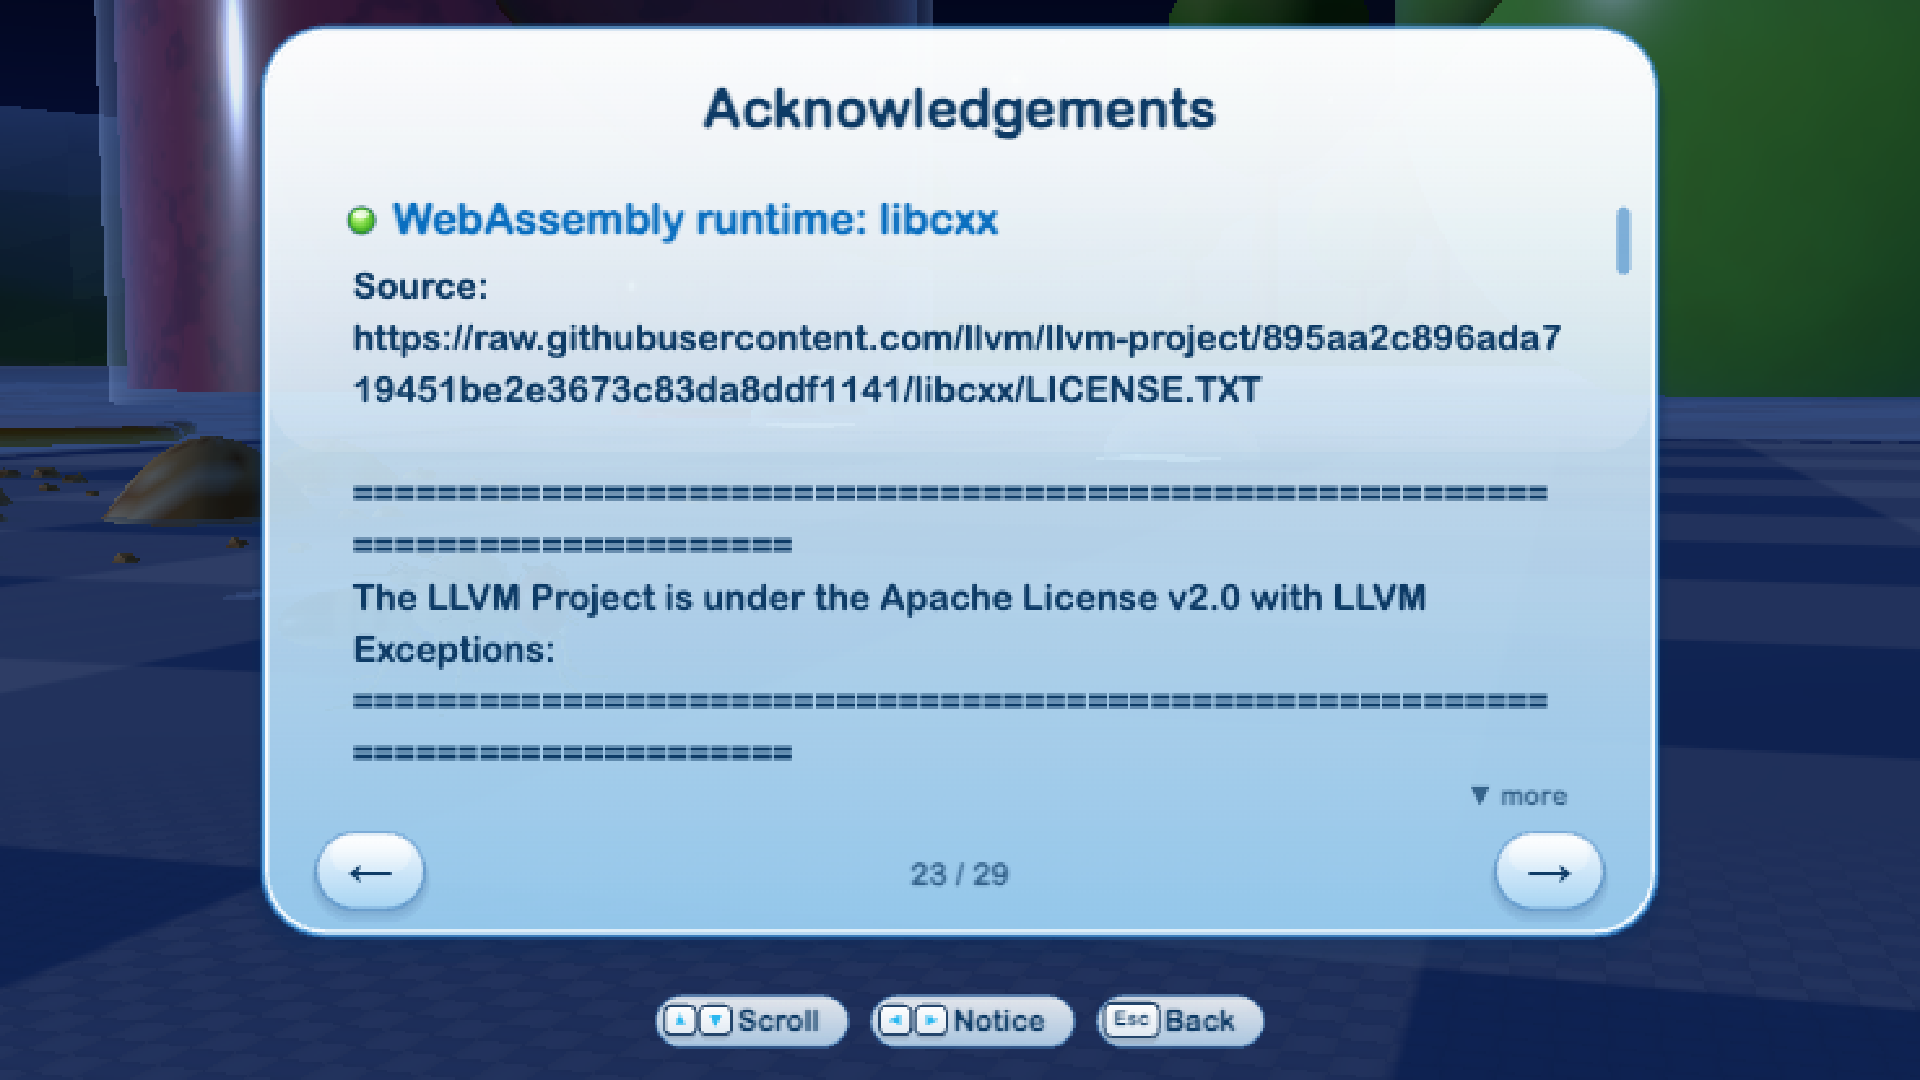 Acknowledgements
WebAssembly runtime: libcxx
Source:
https://raw.githubusercontent.com/llvm/llvm-project/895aa2c896ada7
19451be2e3673c83da8ddf1141/libcxx/LICENSE.TXT
=========================================================
=====================
The LLVM Project is under the Apache License v2.0 with LLVM
Exceptions:
=========================================================
=====================
▼ more
← 23 / 29 →
▲ ▼ Scroll ◀ ▶ Notice Esc Back